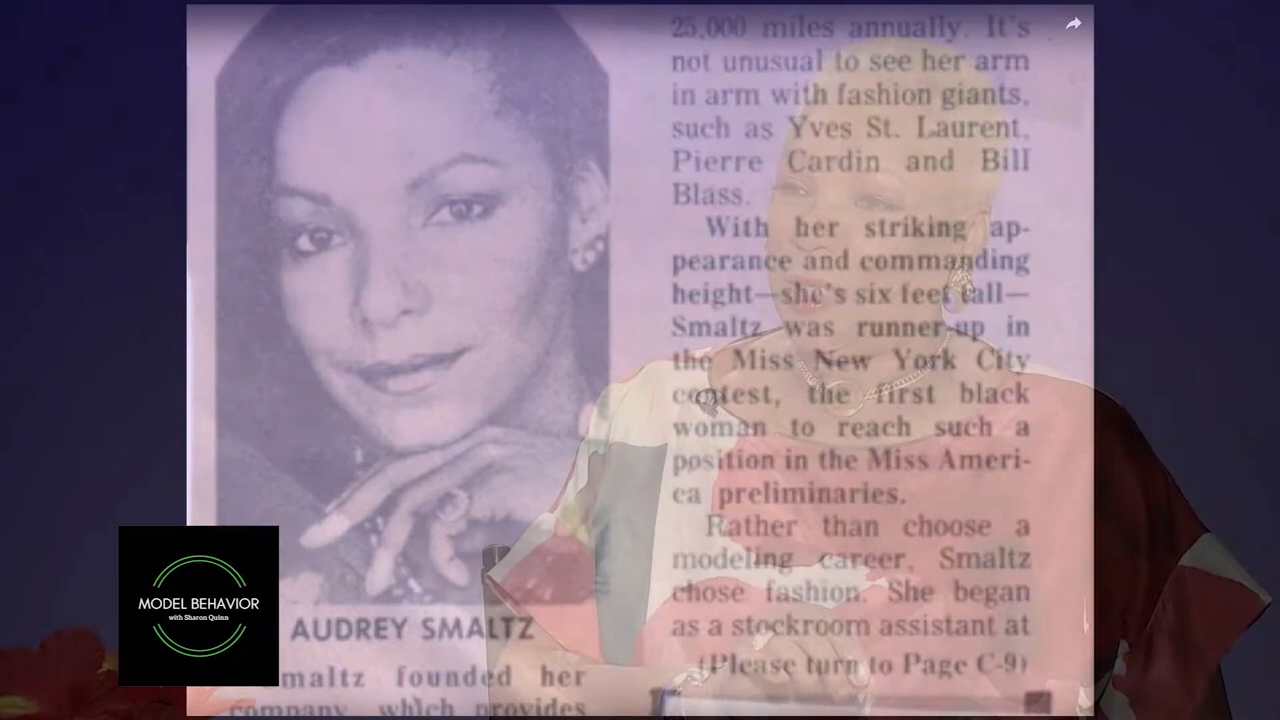 25,000 miles annually. It's
not unusual to see her arm
in arm with fashion giants,
such as Yves St. Laurent,
Pierre Cardin and Bill
Blass.
With her striking ap-
pearance and commanding
height—she's six feet tall—
Smaltz was runner-up in
the Miss New York City
contest, the first black
woman to reach such a
position in the Miss Ameri-
ca preliminaries.
Rather than choose a
modeling career, Smaltz
chose fashion. She began
as a stockroom assistant at
(Please turn to Page C-9)
AUDREY SMALTZ
maltz founded her
company, which provides
MODEL BEHAVIOR
with Sharon Quinn